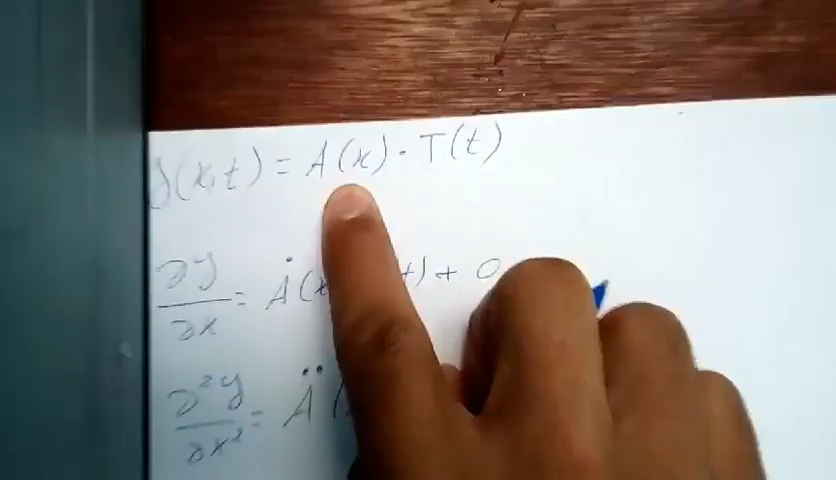 y(x,t) = A(x) · T(t)
∂y/∂x = Ȧ(x t) + 0
∂²y/∂x² = Ä (